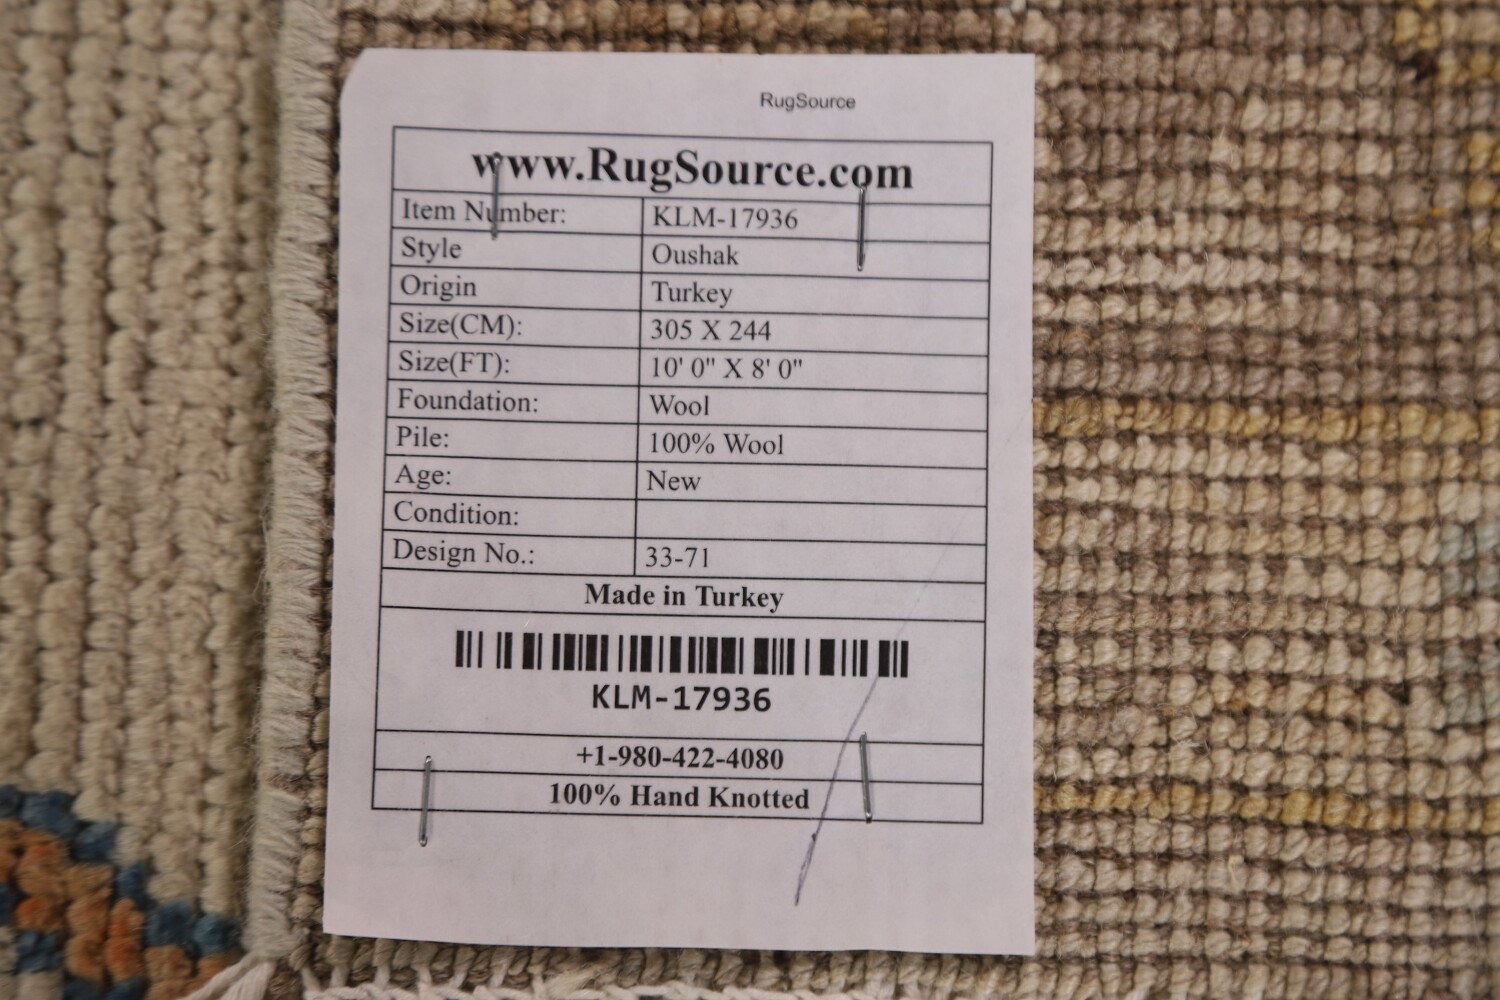 RugSource
www.RugSource.com
Item Number: KLM-17936
Style Oushak
Origin Turkey
Size(CM): 305 X 244
Size(FT): 10' 0" X 8' 0"
Foundation: Wool
Pile: 100% Wool
Age: New
Condition:
Design No.: 33-71
Made in Turkey
KLM-17936
+1-980-422-4080
100% Hand Knotted